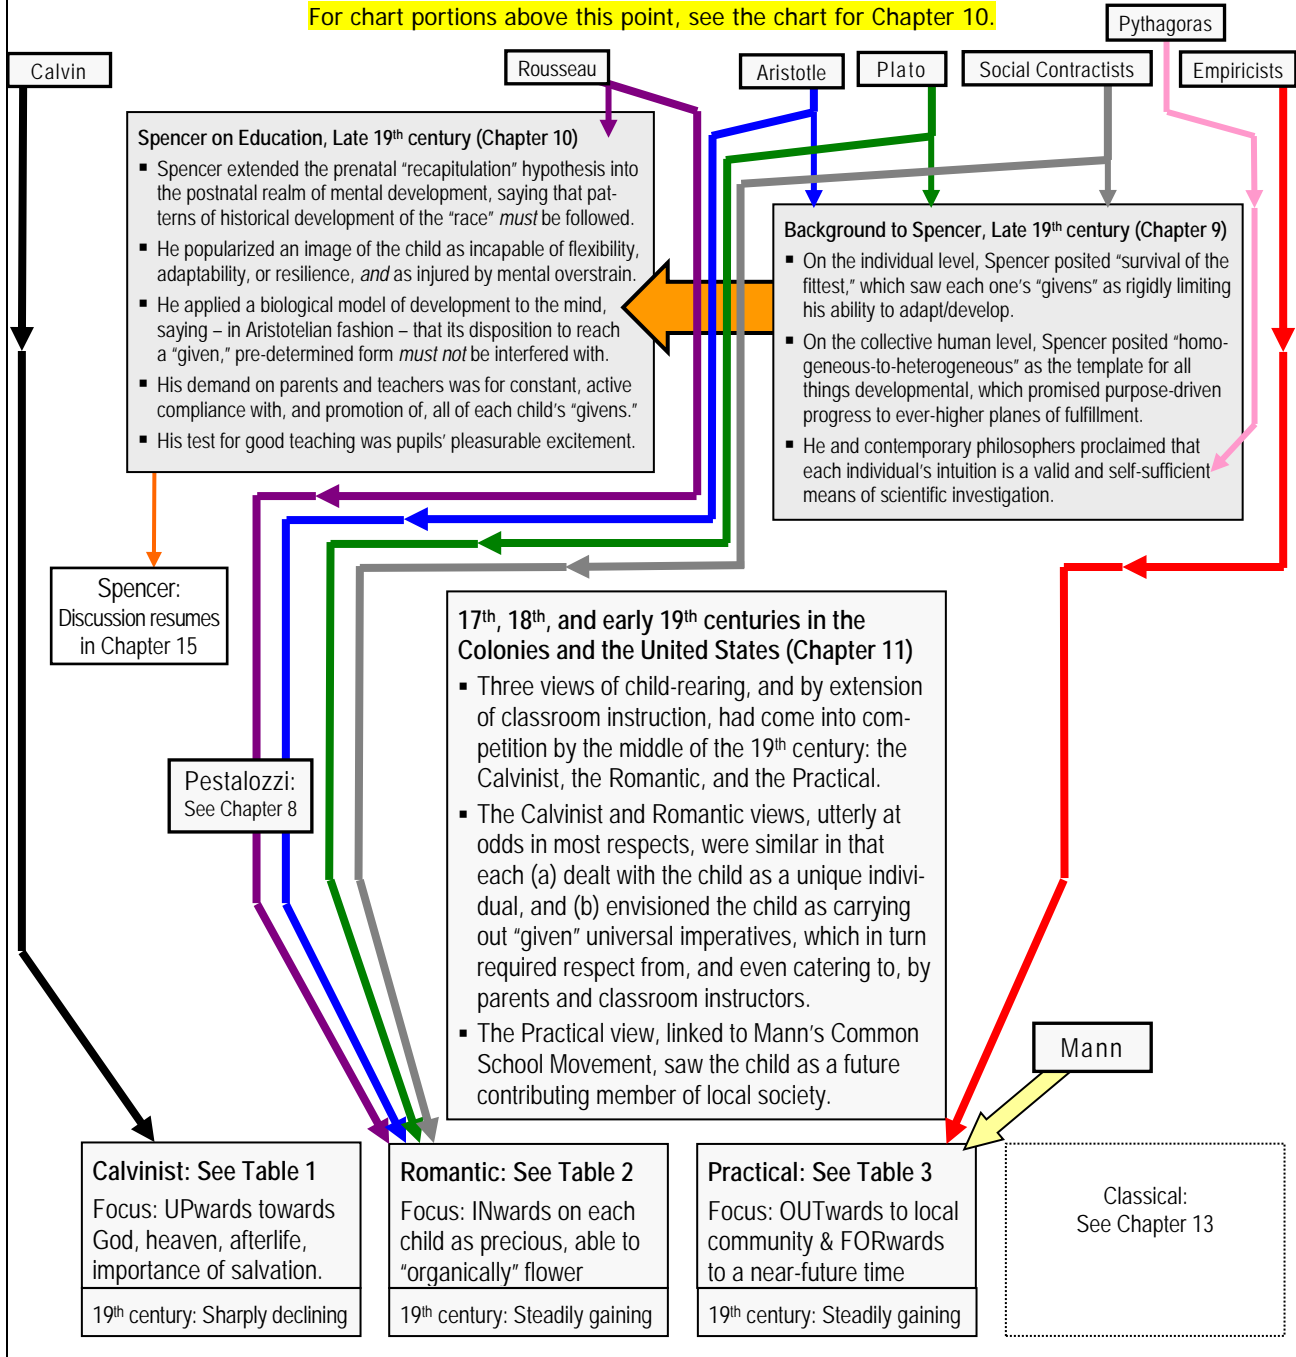 For chart portions above this point, see the chart for Chapter 10.
Pythagoras
Calvin
Rousseau
Aristotle
Plato
Social Contractists
Empiricists
Spencer on Education, Late 19th century (Chapter 10)
▪ Spencer extended the prenatal “recapitulation” hypothesis into
the postnatal realm of mental development, saying that pat-
terns of historical development of the “race” must be followed.
▪ He popularized an image of the child as incapable of flexibility,
adaptability, or resilience, and as injured by mental overstrain.
▪ He applied a biological model of development to the mind,
saying – in Aristotelian fashion – that its disposition to reach
a “given,” pre-determined form must not be interfered with.
▪ His demand on parents and teachers was for constant, active
compliance with, and promotion of, all of each child’s “givens.”
▪ His test for good teaching was pupils’ pleasurable excitement.
Background to Spencer, Late 19th century (Chapter 9)
▪ On the individual level, Spencer posited “survival of the
fittest,” which saw each one’s “givens” as rigidly limiting
his ability to adapt/develop.
▪ On the collective human level, Spencer posited “homo-
geneous-to-heterogeneous” as the template for all
things developmental, which promised purpose-driven
progress to ever-higher planes of fulfillment.
▪ He and contemporary philosophers proclaimed that
each individual’s intuition is a valid and self-sufficient
means of scientific investigation.
Spencer:
Discussion resumes
in Chapter 15
17th, 18th, and early 19th centuries in the
Colonies and the United States (Chapter 11)
▪ Three views of child-rearing, and by extension
of classroom instruction, had come into com-
petition by the middle of the 19th century: the
Calvinist, the Romantic, and the Practical.
▪ The Calvinist and Romantic views, utterly at
odds in most respects, were similar in that
each (a) dealt with the child as a unique indivi-
dual, and (b) envisioned the child as carrying
out “given” universal imperatives, which in turn
required respect from, and even catering to, by
parents and classroom instructors.
▪ The Practical view, linked to Mann’s Common
School Movement, saw the child as a future
contributing member of local society.
Pestalozzi:
See Chapter 8
Mann
Calvinist: See Table 1
Focus: UPwards towards
God, heaven, afterlife,
importance of salvation.
19th century: Sharply declining
Romantic: See Table 2
Focus: INwards on each
child as precious, able to
“organically” flower
19th century: Steadily gaining
Practical: See Table 3
Focus: OUTwards to local
community & FORwards
to a near-future time
19th century: Steadily gaining
Classical:
See Chapter 13